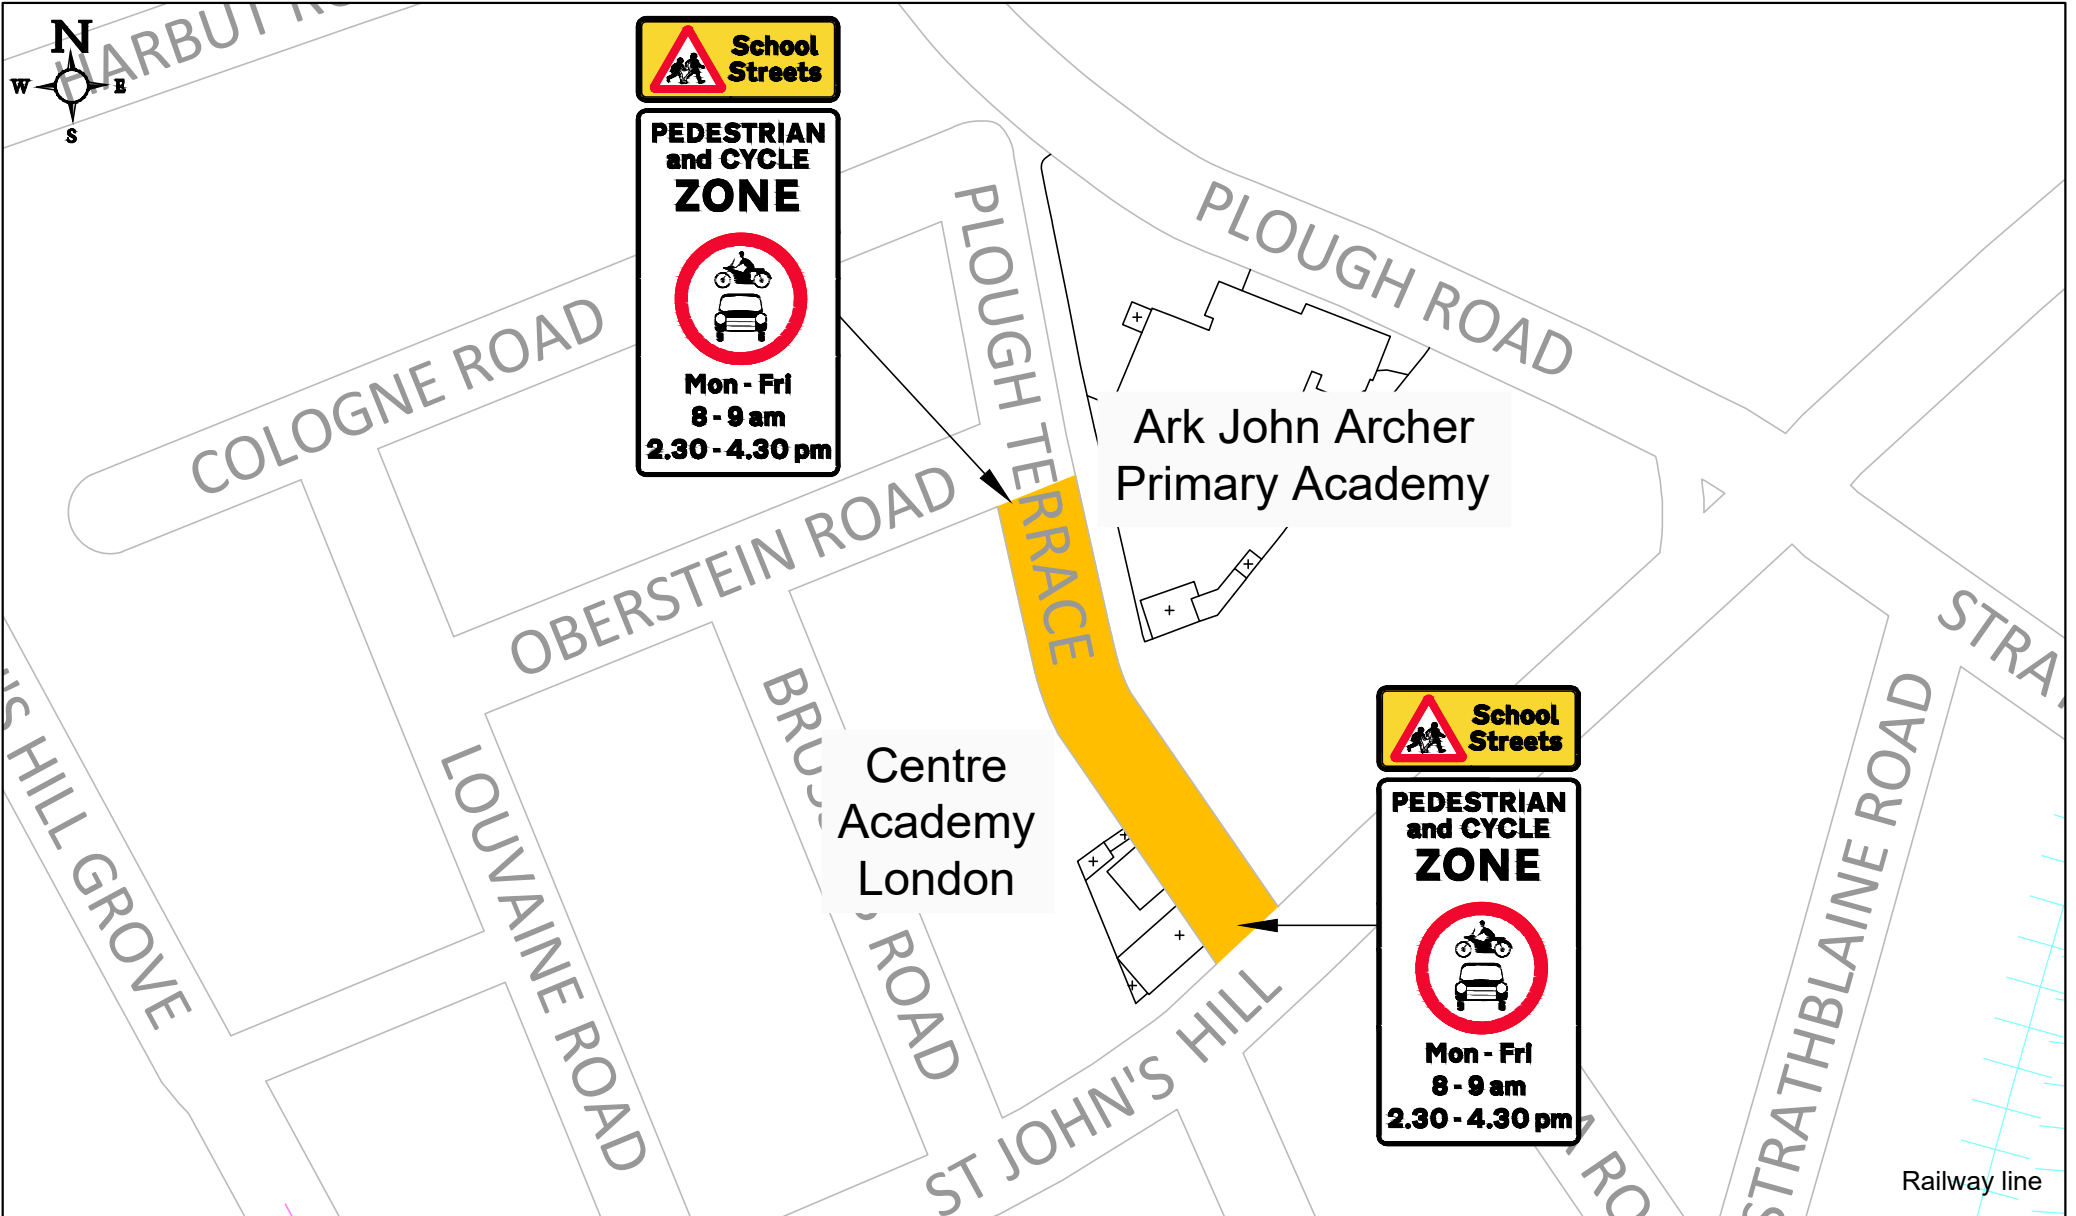 N
W
E
S
HARBUT
School
Streets
PEDESTRIAN
and CYCLE
ZONE
Mon - Fri
8 - 9 am
2.30 - 4.30 pm
PLOUGH ROAD
PLOUGH TERRACE
COLOGNE ROAD
Ark John Archer
Primary Academy
OBERSTEIN ROAD
HILL GROVE
LOUVAINE ROAD
ROAD
Centre
Academy
London
School
Streets
PEDESTRIAN
and CYCLE
ZONE
Mon - Fri
8 - 9 am
2.30 - 4.30 pm
STRATHBLAINE ROAD
ST JOHN'S HILL
Railway line